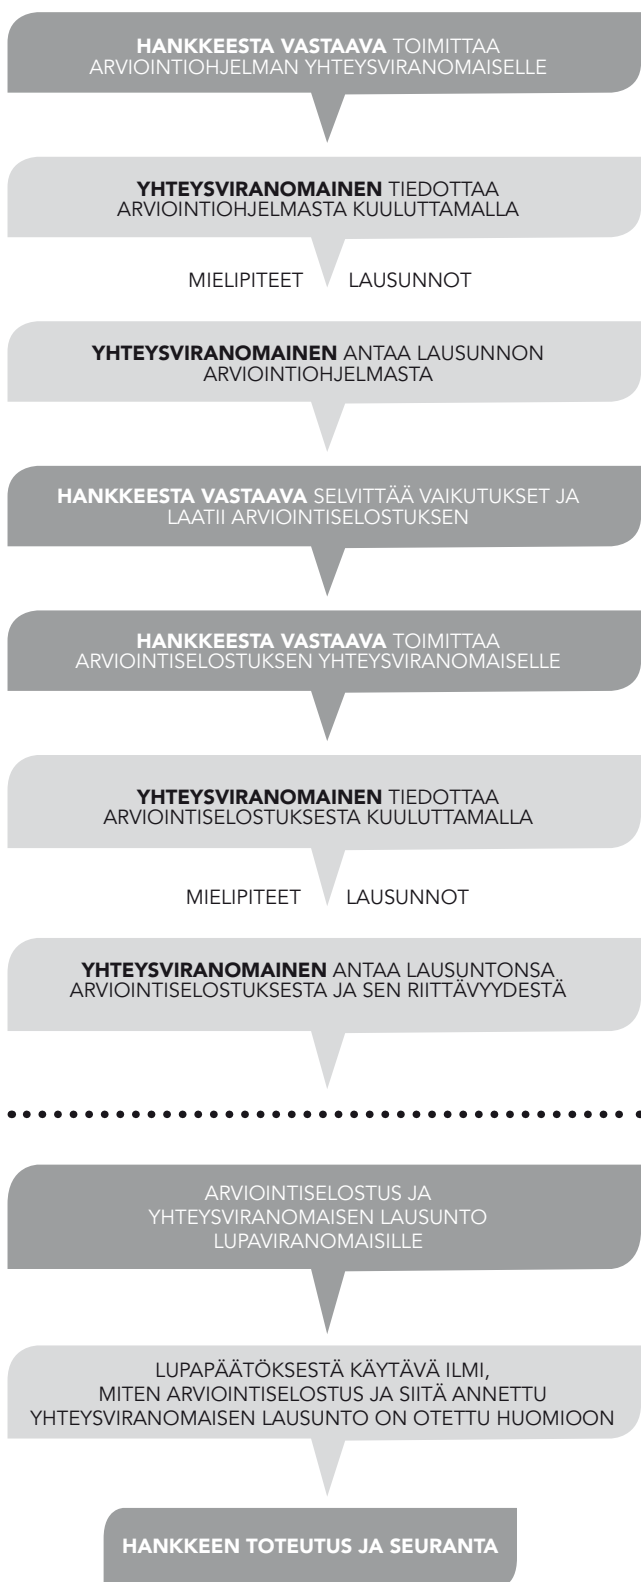 HANKKEESTA VASTAAVA TOIMITTAA
ARVIOINTIOHJELMAN YHTEYSVIRANOMAISELLE
YHTEYSVIRANOMAINEN TIEDOTTAA
ARVIOINTIOHJELMASTA KUULUTTAMALLA
MIELIPITEET LAUSUNNOT
YHTEYSVIRANOMAINEN ANTAA LAUSUNNON
ARVIOINTIOHJELMASTA
HANKKEESTA VASTAAVA SELVITTÄÄ VAIKUTUKSET JA
LAATII ARVIOINTISELOSTUKSEN
HANKKEESTA VASTAAVA TOIMITTAA
ARVIOINTISELOSTUKSEN YHTEYSVIRANOMAISELLE
YHTEYSVIRANOMAINEN TIEDOTTAA
ARVIOINTISELOSTUKSESTA KUULUTTAMALLA
MIELIPITEET LAUSUNNOT
YHTEYSVIRANOMAINEN ANTAA LAUSUNTONSA
ARVIOINTISELOSTUKSESTA JA SEN RIITTÄVYYDESTÄ
ARVIOINTISELOSTUS JA
YHTEYSVIRANOMAISEN LAUSUNTO
LUPAVIRANOMAISILLE
LUPAPÄÄTÖKSESTÄ KÄYTÄVÄ ILMI,
MITEN ARVIOINTISELOSTUS JA SIITÄ ANNETTU
YHTEYSVIRANOMAISEN LAUSUNTO ON OTETTU HUOMIOON
HANKKEEN TOTEUTUS JA SEURANTA